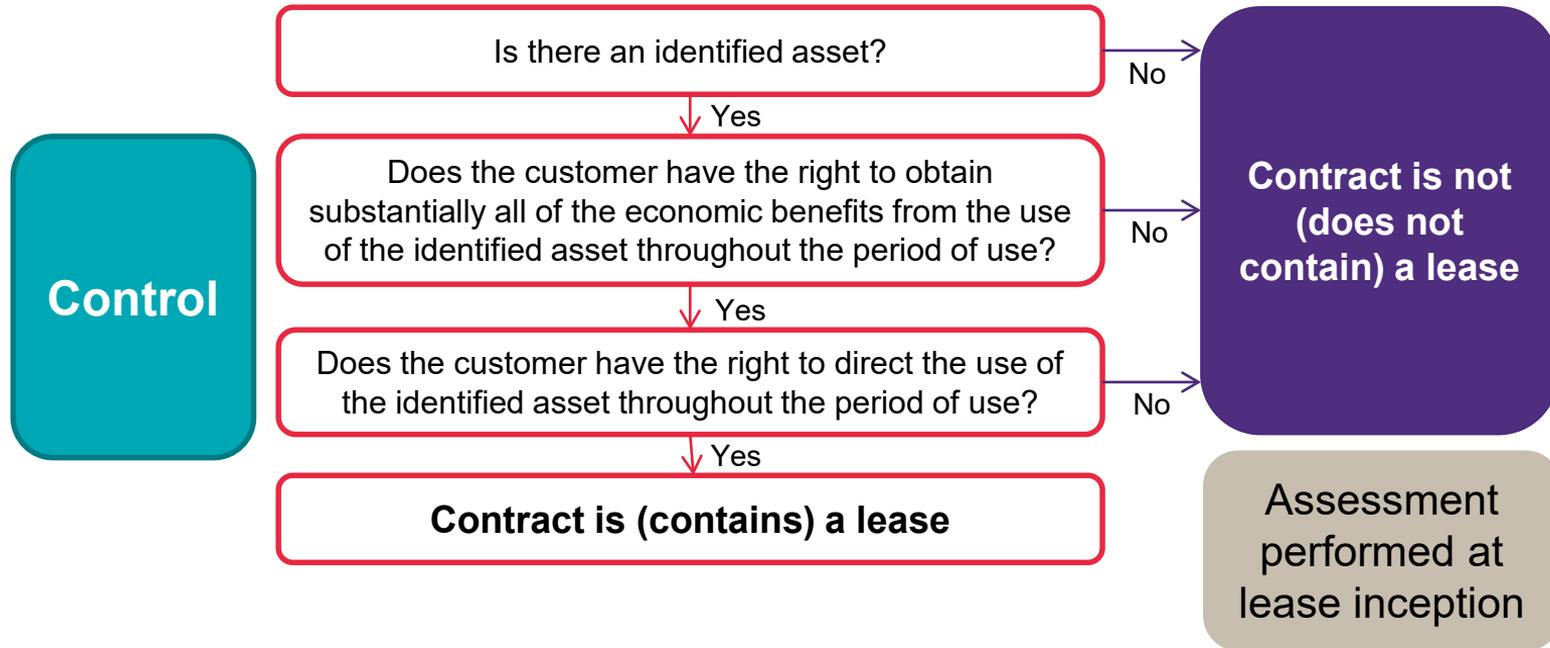 Is there an identified asset?
No
Yes
Control
Does the customer have the right to obtain
substantially all of the economic benefits from the use
of the identified asset throughout the period of use?
No
Contract is not
(does not
contain) a lease
Yes
Does the customer have the right to direct the use of
the identified asset throughout the period of use?
No
Yes
Contract is (contains) a lease
Assessment
performed at
lease inception